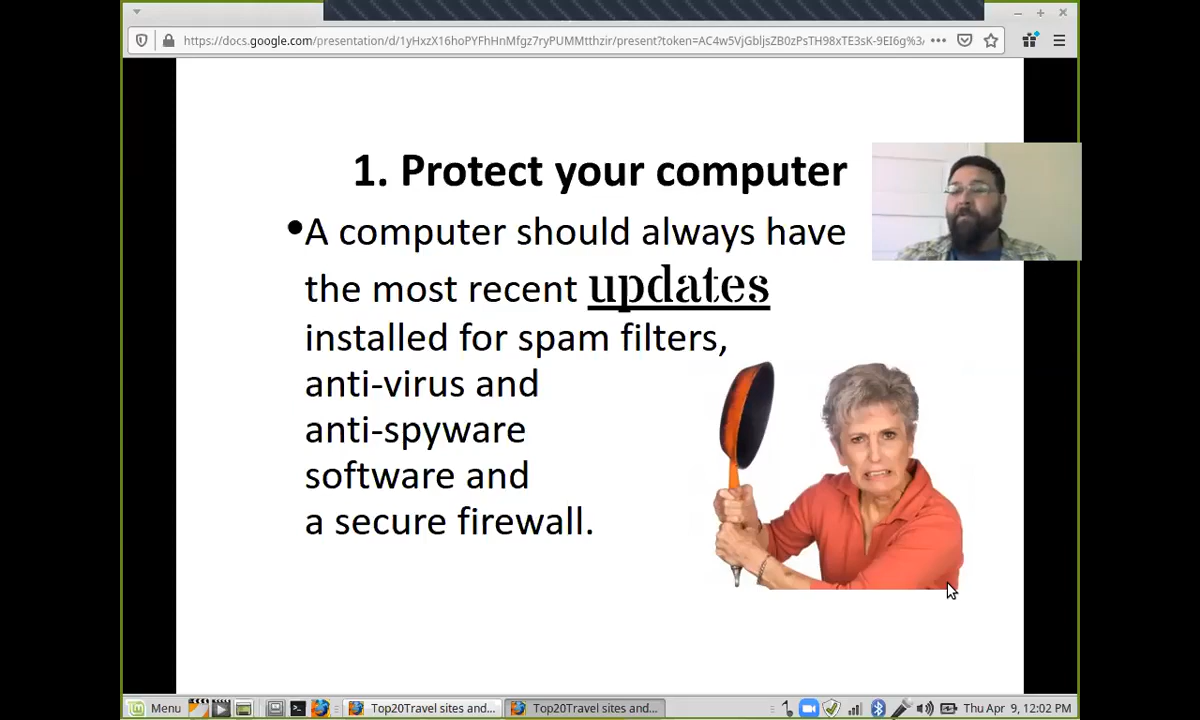 https://docs.google.com/presentation/d/1yHxzX16hoPYFhHnMfgz7ryPUMMtthzir/present?token=AC4w5VjGbljsZB0zPsTH98xTE3sK-9EI6g%3/
1. Protect your computer
•A computer should always have
the most recent updates
installed for spam filters,
anti-virus and
anti-spyware
software and
a secure firewall.
Menu
Top20Travel sites and...
Top20Travel sites and...
Thu Apr 9, 12:02 PM